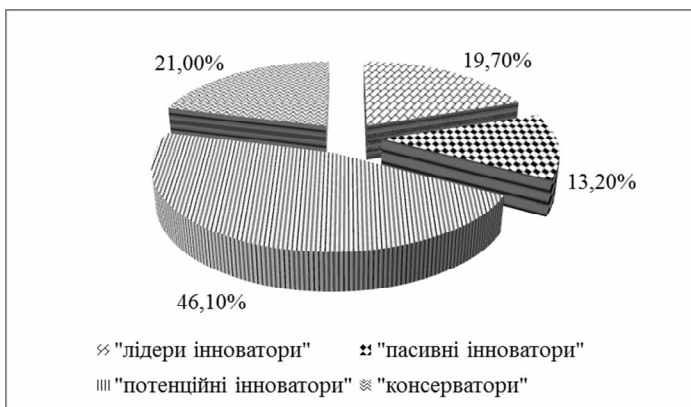 21,00% 19,70%
13,20%
46,10%
"лідери інноватори" "пасивні інноватори"
"потенційні інноватори" "консерватори"